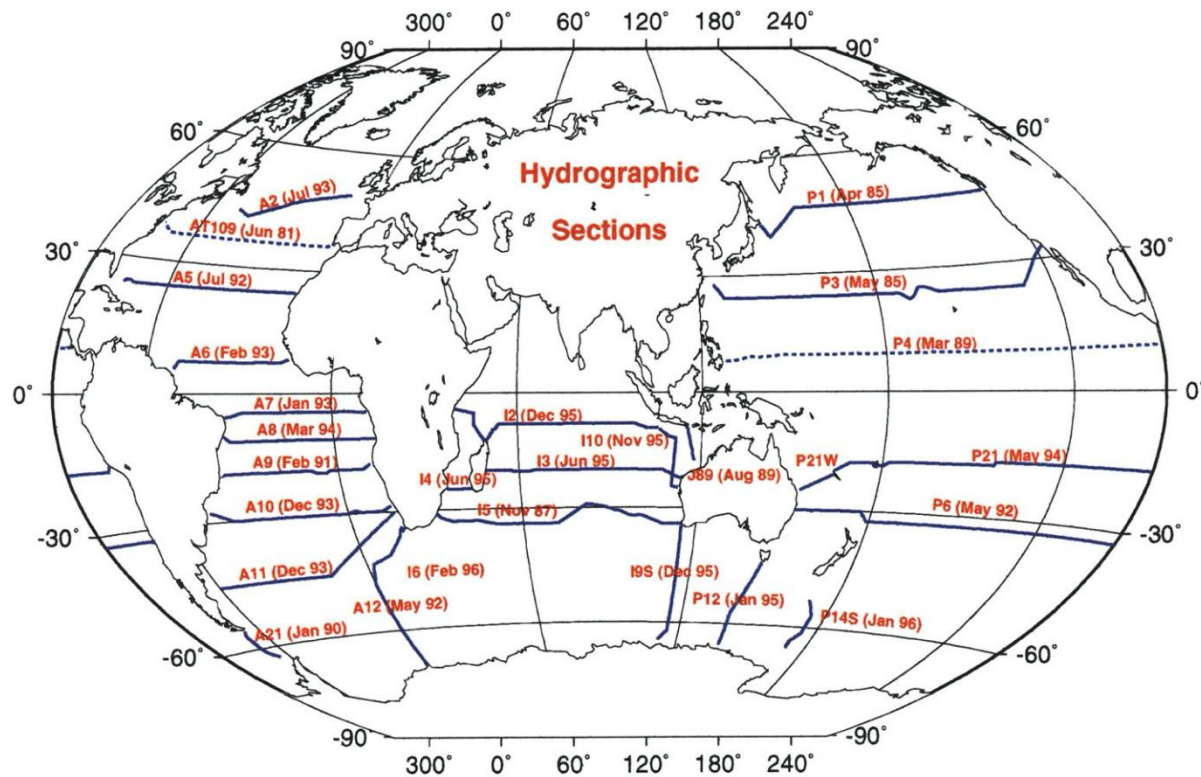 300° 0° 60° 120° 180° 240°
90° 90°
60° 60°
Hydrographic
Sections
A2 (Jul 93)
P1 (Apr 85)
AT109 (Jun 81)
30° 30°
A5 (Jul 92)
P3 (May 85)
A6 (Feb 93)
P4 (Mar 89)
0° 0°
A7 (Jan 93)
I2 (Dec 95)
A8 (Mar 94)
I10 (Nov 95)
A9 (Feb 91)
I3 (Jun 95)
P21W
P21 (May 94)
I4 (Jun 95)
J89 (Aug 89)
A10 (Dec 93)
I5 (Nov 87)
P6 (May 92)
-30° -30°
A11 (Dec 93)
I6 (Feb 96)
I9S (Dec 95)
A12 (May 92)
P12 (Jan 95)
P14S (Jan 96)
A21 (Jan 90)
-60° -60°
-90 -90°
300° 0° 60° 120° 180° 240°